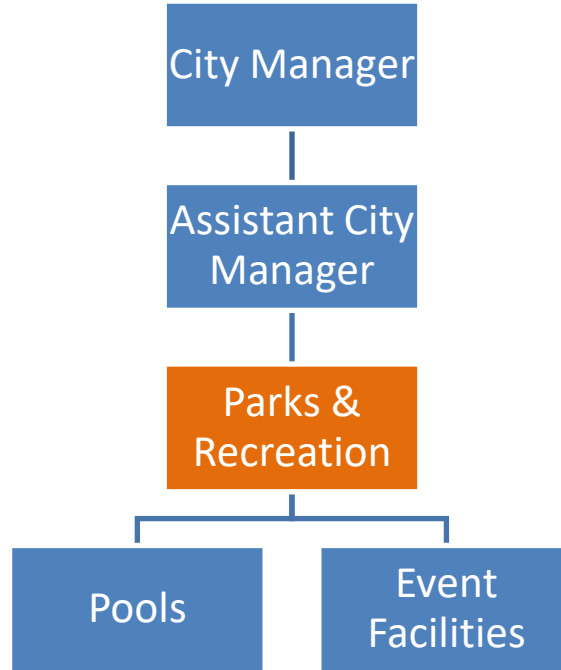 City Manager
Assistant City
Manager
Parks &
Recreation
Pools
Event
Facilities